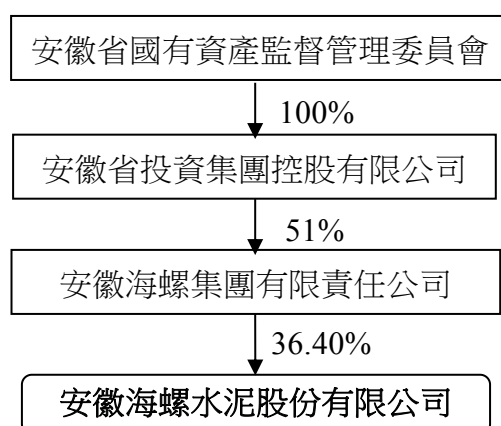 安徽省國有資產監督管理委員會
100%
安徽省投資集團控股有限公司
51%
安徽海螺集團有限責任公司
36.40%
安徽海螺水泥股份有限公司